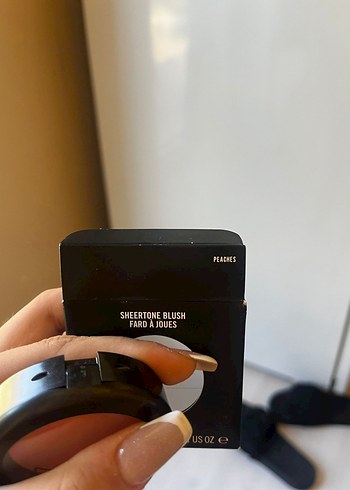 PEACHES
SHEERTONE BLUSH
FARD À JOUES
US OZ ℮